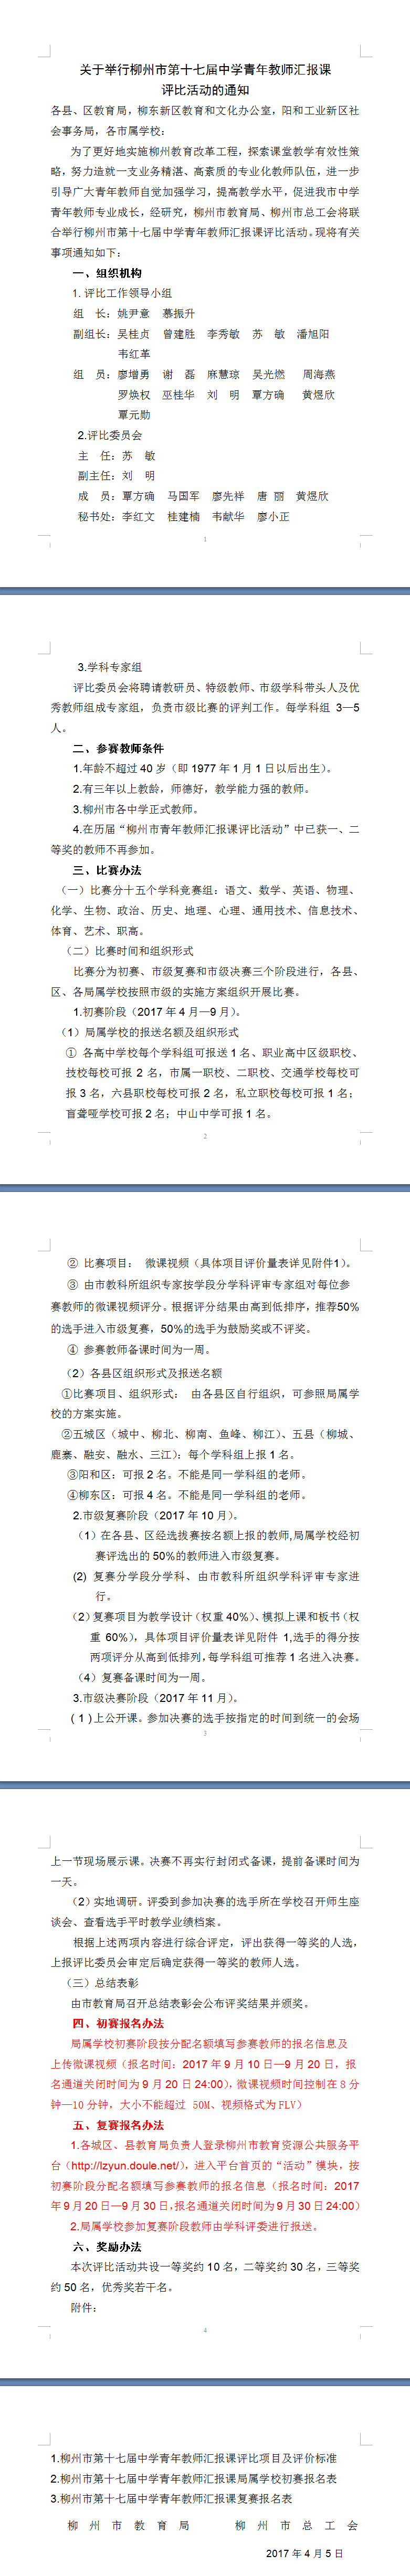 关于举行柳州市第十七届中学青年教师汇报课
评比活动的通知
各县、区教育局，柳东新区教育和文化办公室，阳和工业新区社
会事务局，各市属学校：
为了更好地实施柳州教育改革工程，探索课堂教学有效性策
略，努力造就一支业务精湛、高素质的专业化教师队伍，进一步
引导广大青年教师自觉加强学习，提高教学水平，促进我市中学
青年教师专业成长，经研究，柳州市教育局、柳州市总工会将联
合举行柳州市第十七届中学青年教师汇报课评比活动。现将有关
事项通知如下：
一、组织机构
1. 评比工作领导小组
组 长：姚尹意 慕振升
副组长：吴桂贞 曾建胜 李秀敏 苏 敏 潘旭阳
韦红革
组 员：廖增勇 谢 磊 麻慧琼 吴光燃 周海燕
罗焕权 巫桂华 刘 明 覃方确 黄煜欣
覃元勋
2.评比委员会
主 任：苏 敏
副主任：刘 明
成 员：覃方确 马国军 廖先祥 唐 丽 黄煜欣
秘书处：李红文 桂建楠 韦献华 廖小正
1
3.学科专家组
评比委员会将聘请教研员、特级教师、市级学科带头人及优
秀教师组成专家组，负责市级比赛的评判工作。每学科组 3—5
人。
二、参赛教师条件
1.年龄不超过 40 岁（即 1977 年 1 月 1 日以后出生）。
2.有三年以上教龄，师德好，教学能力强的教师。
3.柳州市各中学正式教师。
4.在历届“柳州市青年教师汇报课评比活动”中已获一、二
等奖的教师不再参加。
三、比赛办法
（一）比赛分十五个学科竞赛组：语文、数学、英语、物理、
化学、生物、政治、历史、地理、心理、通用技术、信息技术、
体育、艺术、职高。
（二）比赛时间和组织形式
比赛分为初赛、市级复赛和市级决赛三个阶段进行，各县、
区、各局属学校按照市级的实施方案组织开展比赛。
1.初赛阶段（2017 年 4 月—9 月）。
（1）局属学校的报送名额及组织形式
① 各高中学校每个学科组可报送 1 名、职业高中区级职校、
技校每校可报 2 名，市属一职校、二职校、交通学校每校可
报 3 名，六县职校每校可报 2 名，私立职校每校可报 1 名；
盲聋哑学校可报 2 名；中山中学可报 1 名。
2
② 比赛项目： 微课视频（具体项目评价量表详见附件1）。
③ 由市教科所组织专家按学段分学科评审专家组对每位参
赛教师的微课视频评分。根据评分结果由高到低排序，推荐50%
的选手进入市级复赛，50%的选手为鼓励奖或不评奖。
④ 参赛教师备课时间为一周。
（2）各县区组织形式及报送名额
①比赛项目、组织形式： 由各县区自行组织，可参照局属学
校的方案实施。
②五城区（城中、柳北、柳南、鱼峰、柳江）、五县（柳城、
鹿寨、融安、融水、三江）：每个学科组上报 1 名。
③阳和区：可报 2 名。不能是同一学科组的老师。
④柳东区：可报 4 名。不能是同一学科组的老师。
2.市级复赛阶段（2017 年 10 月）。
（1）在各县、区经选拔赛按名额上报的教师,局属学校经初
赛评选出的 50%的教师进入市级复赛。
(2) 复赛分学段分学科、由市教科所组织学科评审专家进
行。
（2）复赛项目为教学设计（权重 40%）、模拟上课和板书（权
重 60%），具体项目评价量表详见附件 1,选手的得分按
两项评分从高到低排列,每学科组可推荐 1 名进入决赛。
（4）复赛备课时间为一周。
3.市级决赛阶段（2017 年 11 月）。
（1）上公开课。参加决赛的选手按指定的时间到统一的会场
3
上一节现场展示课。决赛不再实行封闭式备课，提前备课时间为
一天。
（2）实地调研。评委到参加决赛的选手所在学校召开师生座
谈会、查看选手平时教学业绩档案。
根据上述两项内容进行综合评定，评出获得一等奖的人选，
上报评比委员会审定后确定获得一等奖的教师人选。
（三）总结表彰
由市教育局召开总结表彰会公布评奖结果并颁奖。
四、初赛报名办法
局属学校初赛阶段按分配名额填写参赛教师的报名信息及
上传微课视频（报名时间：2017 年 9 月 10 日—9 月 20 日，报
名通道关闭时间为 9 月 20 日 24:00），微课视频时间控制在 8 分
钟—10 分钟，大小不能超过 50M、视频格式为FLV）
五、复赛报名办法
1.各城区、县教育局负责人登录柳州市教育资源公共服务平
台（http://lzyun.doule.net/），进入平台首页的“活动”模块，按
初赛阶段分配名额填写参赛教师的报名信息（报名时间：2017
年 9 月 20 日—9 月 30 日,报名通道关闭时间为 9 月 30 日 24:00）
2.局属学校参加复赛阶段教师由学科评委进行报送。
六、奖励办法
本次评比活动共设一等奖约 10 名，二等奖约 30 名，三等奖
约 50 名，优秀奖若干名。
附件：
4
1.柳州市第十七届中学青年教师汇报课评比项目及评价标准
2.柳州市第十七届中学青年教师汇报课局属学校初赛报名表
3.柳州市第十七届中学青年教师汇报课复赛报名表
柳 州 市 教 育 局 柳 州 市 总 工 会
2017 年 4 月 5 日